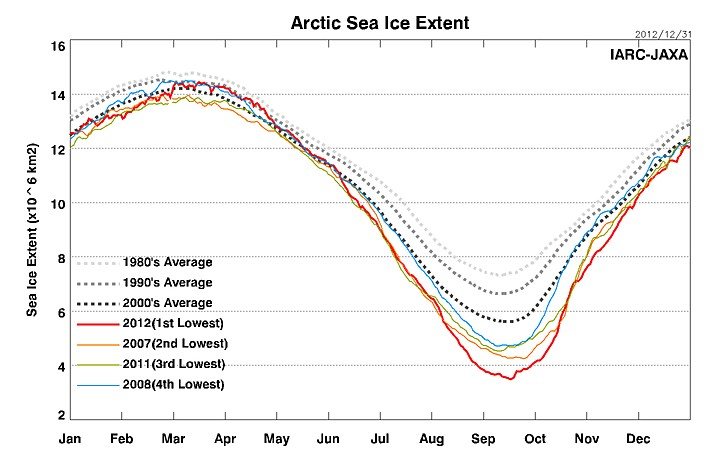 Arctic Sea Ice Extent
2012/12/31
IARC-JAXA
Sea Ice Extent (x10^6 km2)
16
14
12
10
8
6
4
2
1980's Average
1990's Average
2000's Average
2012(1st Lowest)
2007(2nd Lowest)
2011(3rd Lowest)
2008(4th Lowest)
Jan Feb Mar Apr May Jun Jul Aug Sep Oct Nov Dec